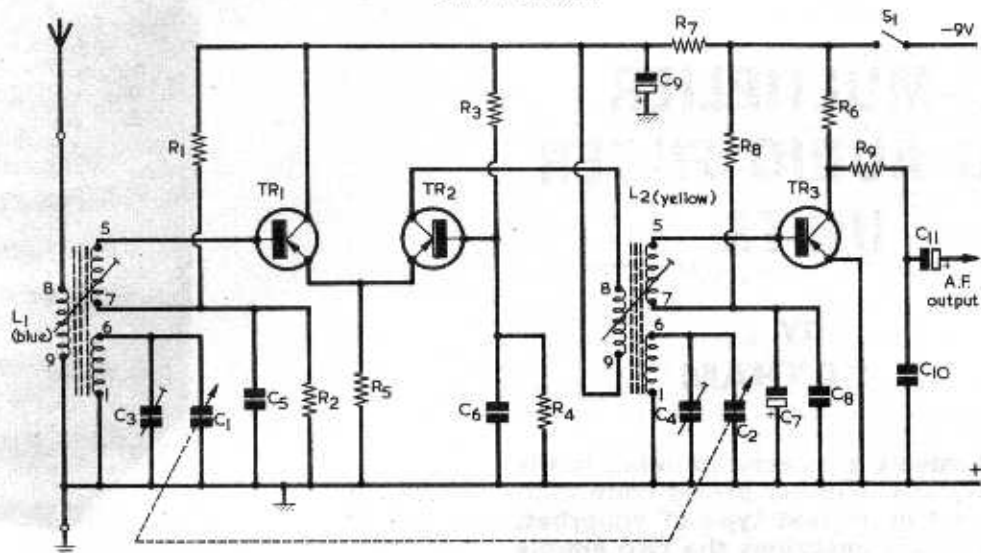 R7
S1
-9V
C9
R3
R6
R1
R8
R9
TR1
TR2
L2 (yellow)
TR3
5
5
C11
+
8
7
8
7
A.F.
output
L1
(blue)
6
6
9
9
R5
C10
1
C3
C1
C5
R2
C6
R4
1
C4
C2
+
C7
C8
+
+